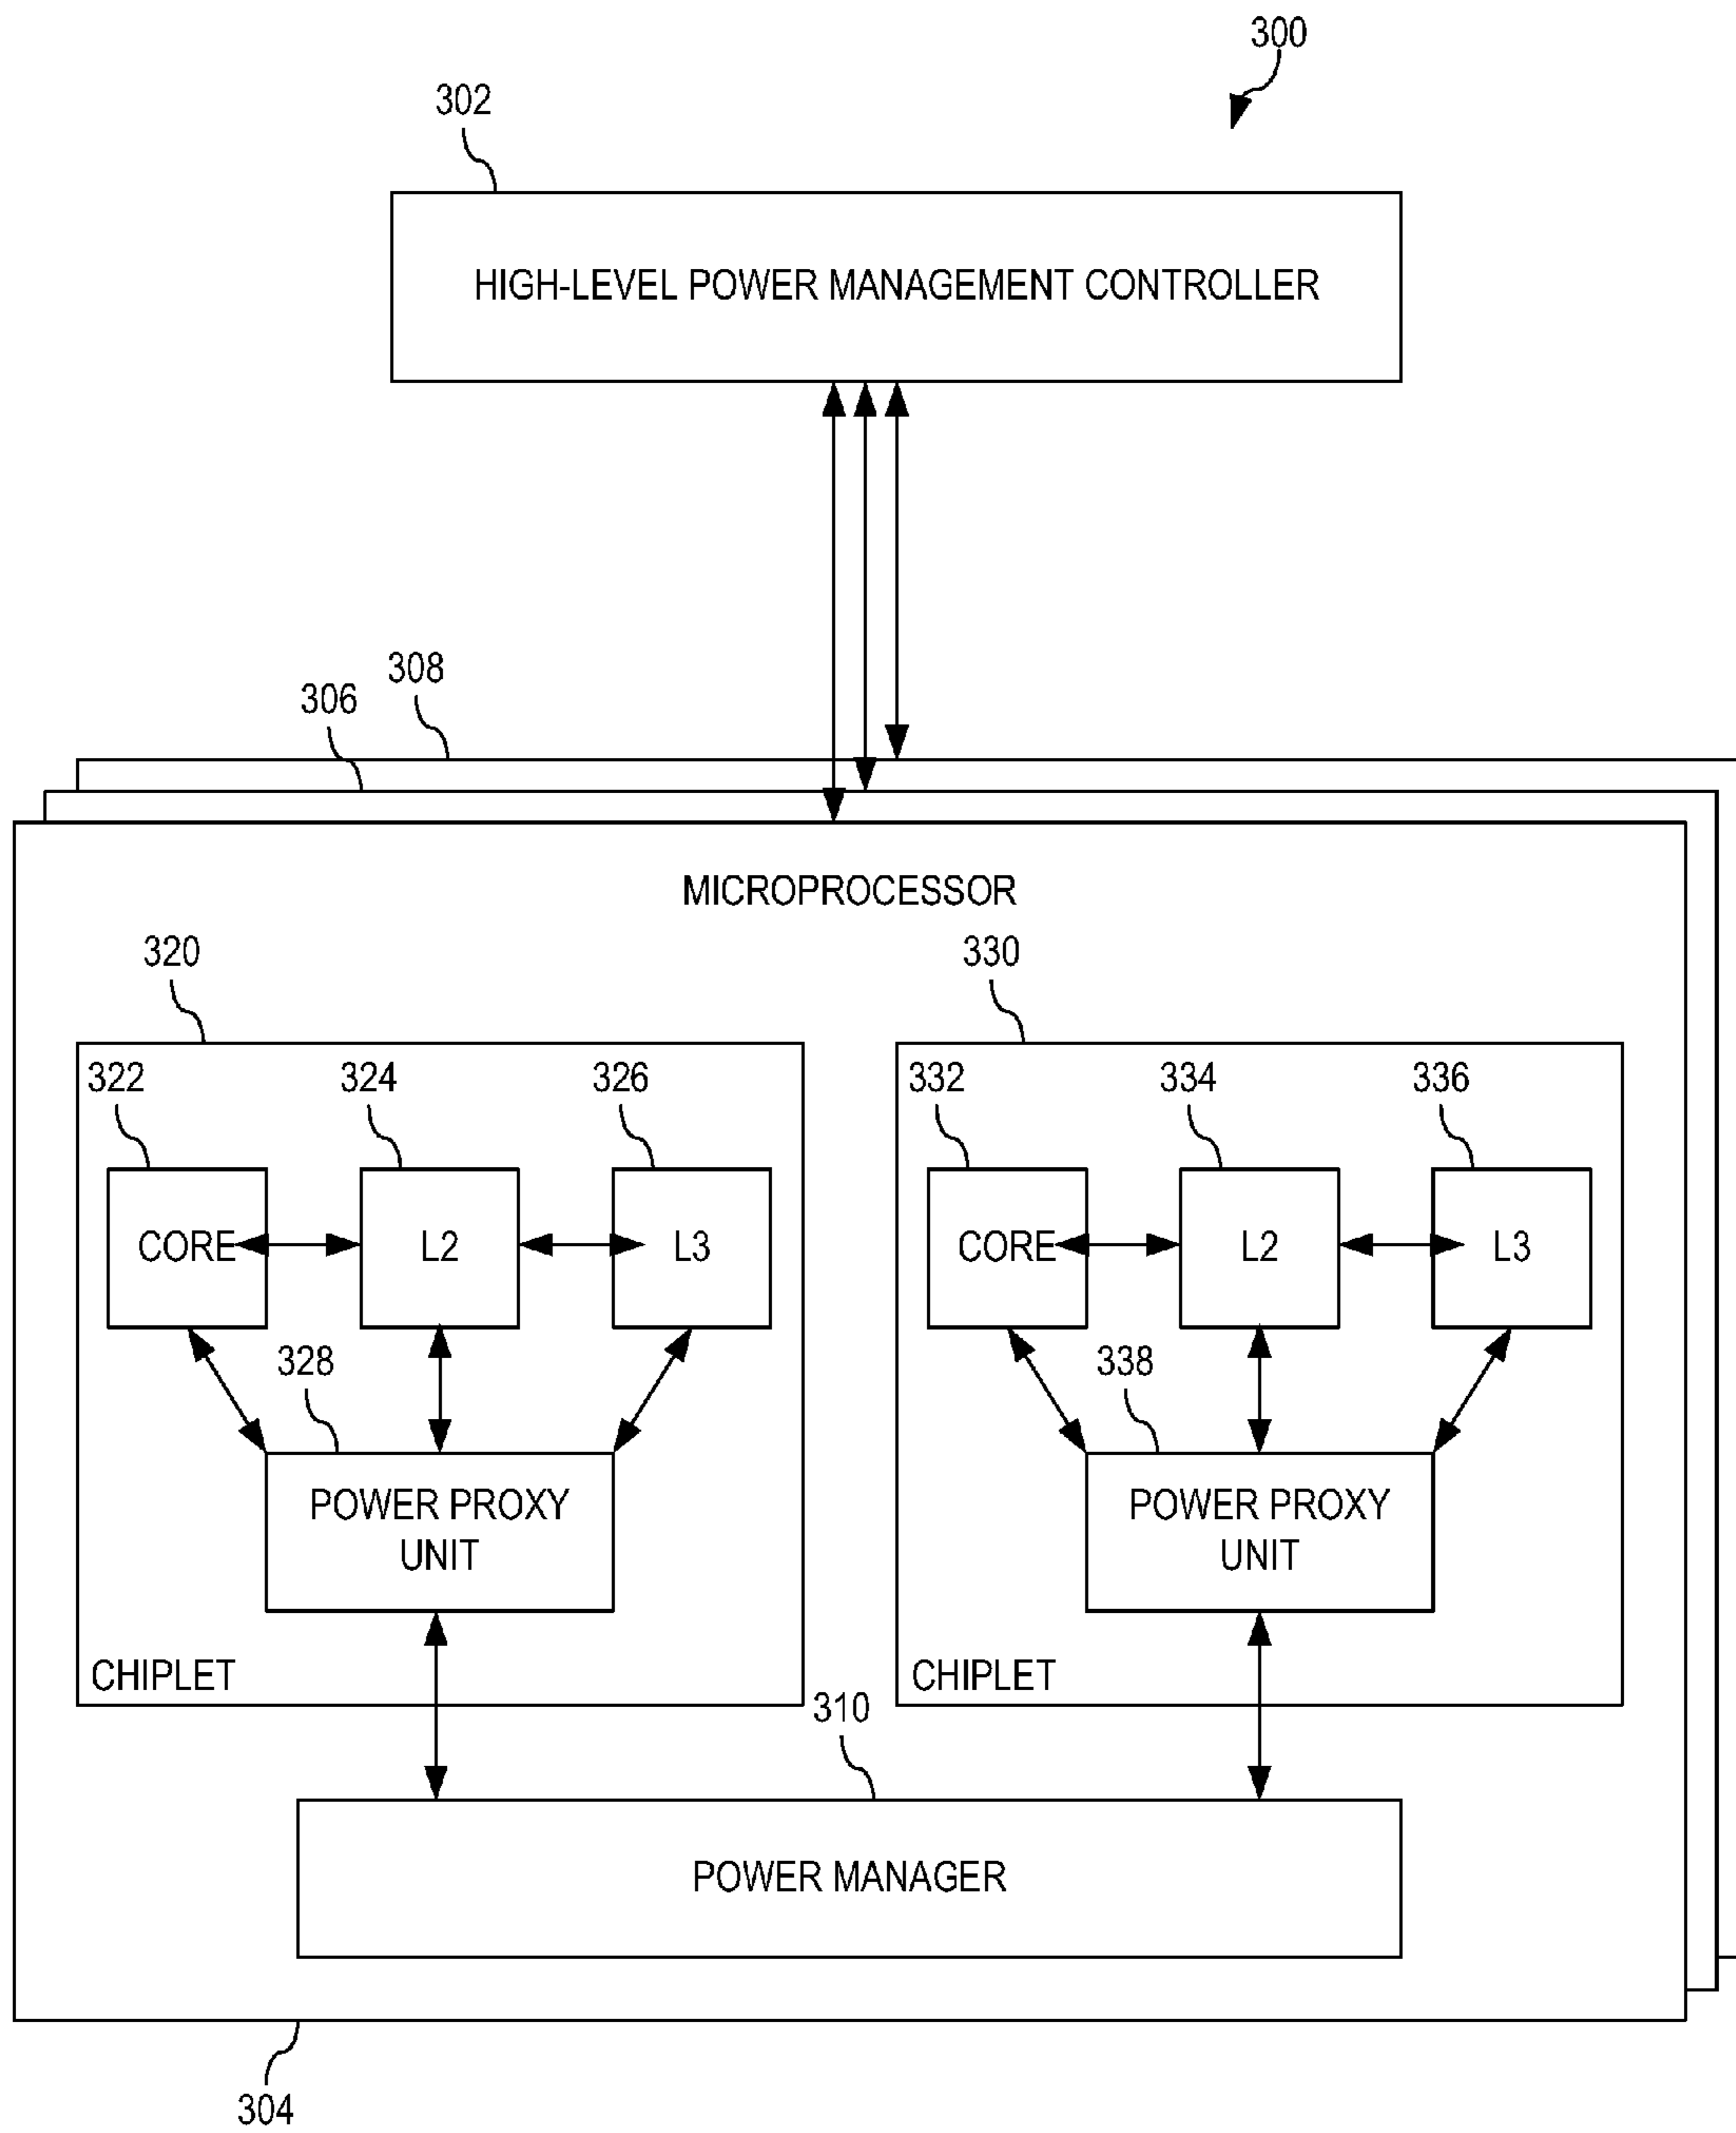 300
302
HIGH-LEVEL POWER MANAGEMENT CONTROLLER
308
306
MICROPROCESSOR
320
330
322
324
326
332
334
336
CORE
L2
L3
CORE
L2
L3
328
338
POWER PROXY
UNIT
POWER PROXY
UNIT
CHIPLET
CHIPLET
310
POWER MANAGER
304